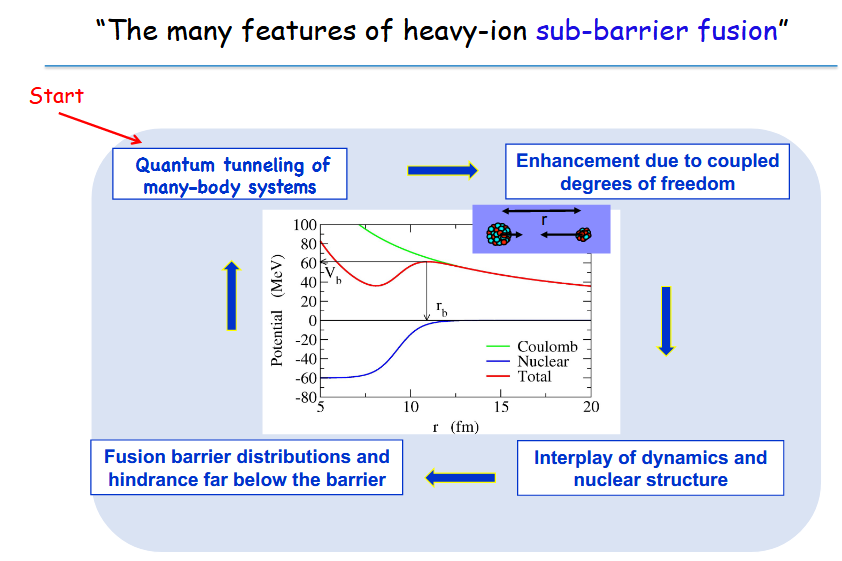 “The many features of heavy-ion sub-barrier fusion”
Start
Quantum tunneling of
many-body systems
Enhancement due to coupled
degrees of freedom
r
100
80
60
40
20
0
-20
-40
-60
-80
Potential (MeV)
V_b
r_b
Coulomb
Nuclear
Total
5
10
15
20
r (fm)
Fusion barrier distributions and
hindrance far below the barrier
Interplay of dynamics and
nuclear structure